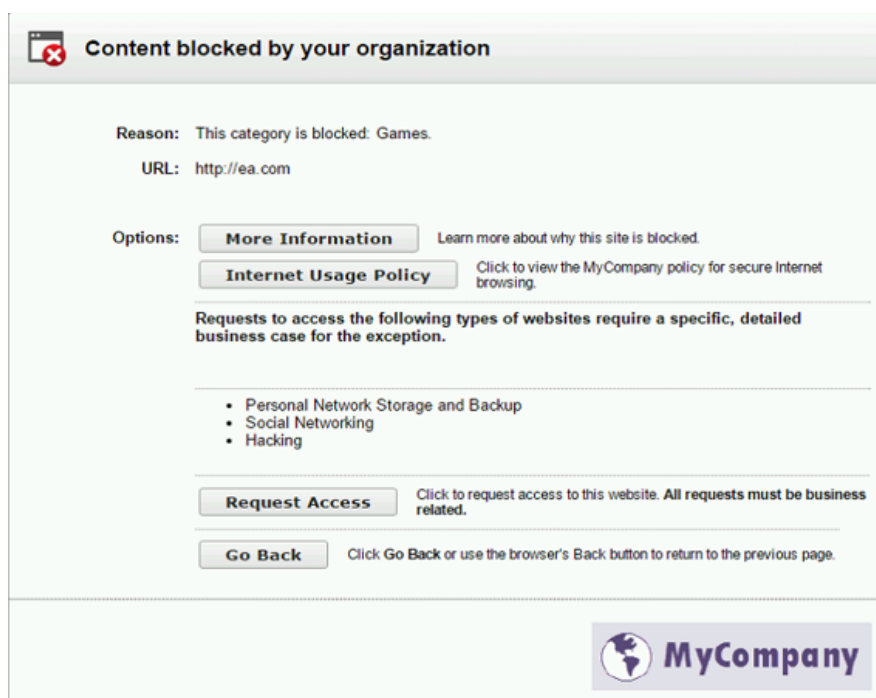 Content blocked by your organization
Reason: This category is blocked: Games.
URL: http://ea.com
Options: More Information Learn more about why this site is blocked.
Internet Usage Policy Click to view the MyCompany policy for secure Internet
browsing.
Requests to access the following types of websites require a specific, detailed
business case for the exception.
• Personal Network Storage and Backup
• Social Networking
• Hacking
Request Access Click to request access to this website. All requests must be business
related.
Go Back Click Go Back or use the browser's Back button to return to the previous page.
MyCompany